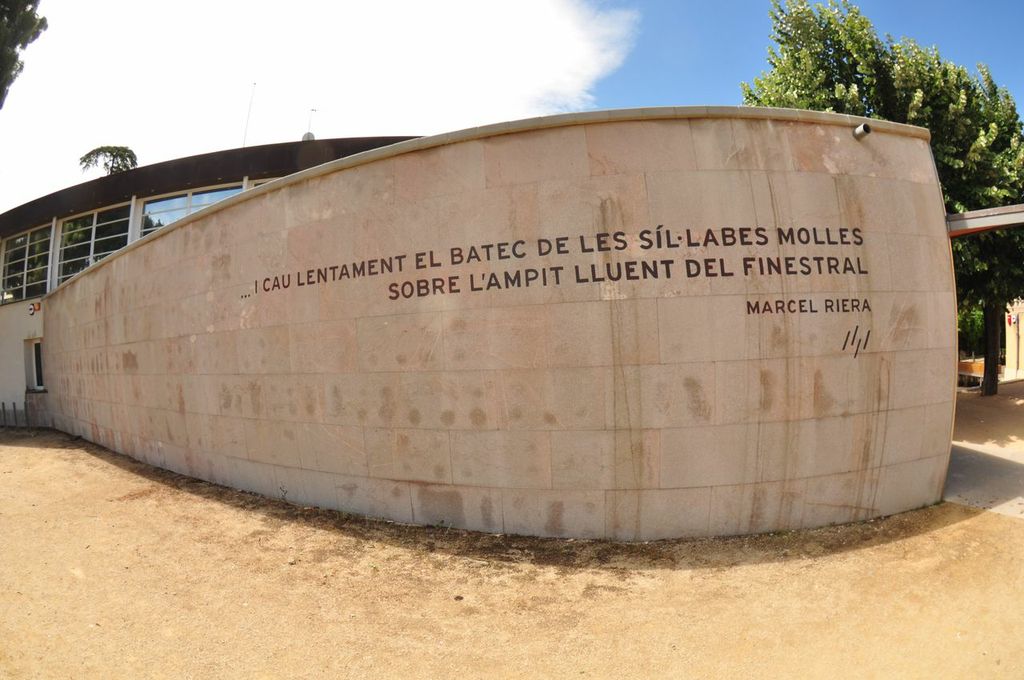 ...I CAU LENTAMENT EL BATEC DE LES SÍL·LABES MOLLES
SOBRE L'AMPIT LLUENT DEL FINESTRAL
MARCEL RIERA